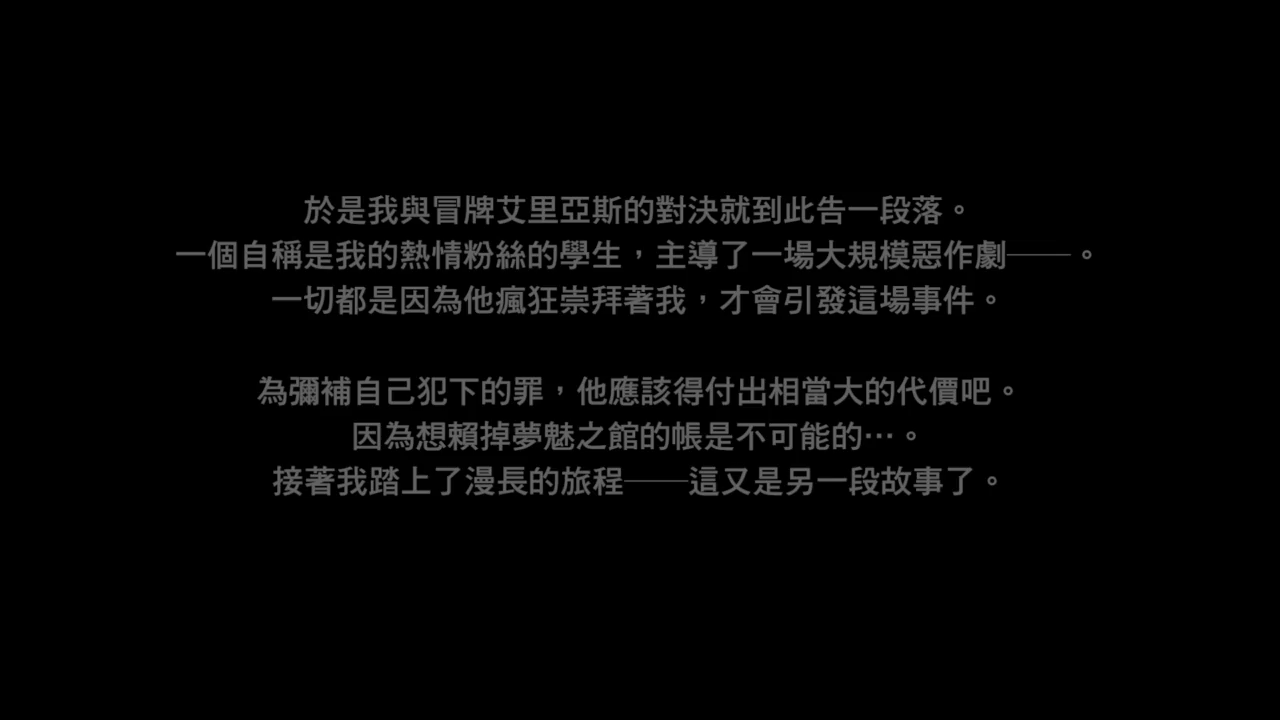 於是我與冒牌艾里亞斯的對決就到此告一段落。
一個自稱是我的熱情粉絲的學生，主導了一場大規模惡作劇──。
一切都是因為他瘋狂崇拜著我，才會引發這場事件。
為彌補自己犯下的罪，他應該得付出相當大的代價吧。
因為想賴掉夢魅之館的帳是不可能的…。
接著我踏上了漫長的旅程──這又是另一段故事了。